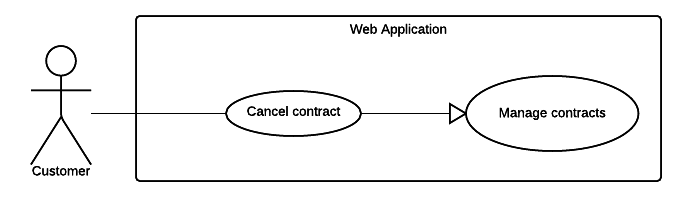 Web Application
Cancel contract
Manage contracts
Customer